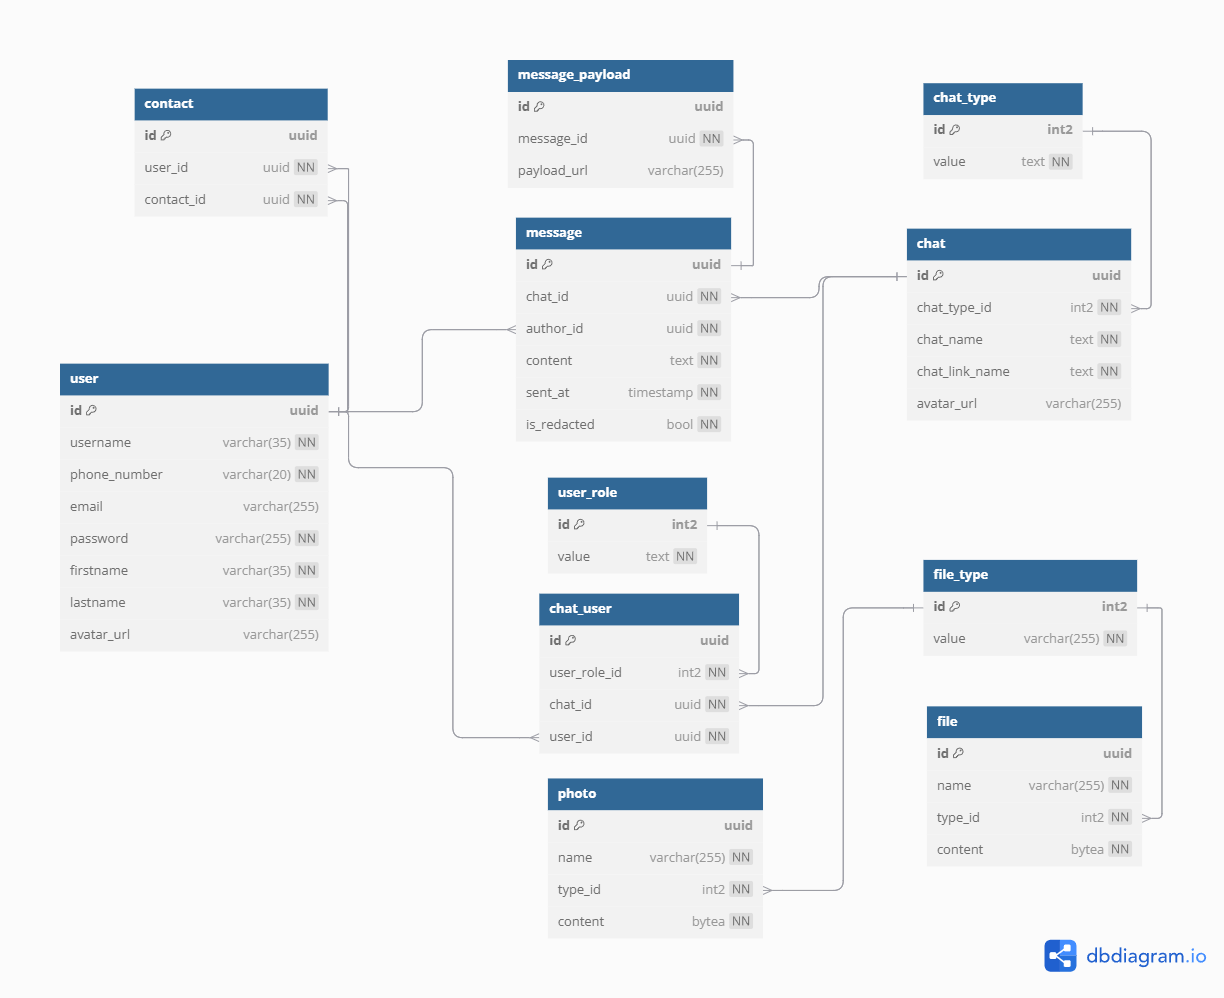 contact
id uuid
user_id uuid NN
contact_id uuid NN
user
id uuid
username varchar(35) NN
phone_number varchar(20) NN
email varchar(255)
password varchar(255) NN
firstname varchar(35) NN
lastname varchar(35) NN
avatar_url varchar(255)
message_payload
id uuid
message_id uuid NN
payload_url varchar(255)
message
id uuid
chat_id uuid NN
author_id uuid NN
content text NN
sent_at timestamp NN
is_redacted bool NN
user_role
id int2
value text NN
chat_user
id uuid
user_role_id int2 NN
chat_id uuid NN
user_id uuid NN
photo
id uuid
name varchar(255) NN
type_id int2 NN
content bytea NN
chat_type
id int2
value text NN
chat
id uuid
chat_type_id int2 NN
chat_name text NN
chat_link_name text NN
avatar_url varchar(255)
file_type
id int2
value varchar(255) NN
file
id uuid
name varchar(255) NN
type_id int2 NN
content bytea NN
dbdiagram.io